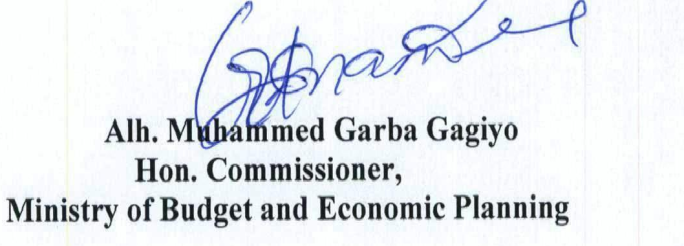 Alh. Muhammed Garba Gagiyo
Hon. Commissioner,
Ministry of Budget and Economic Planning